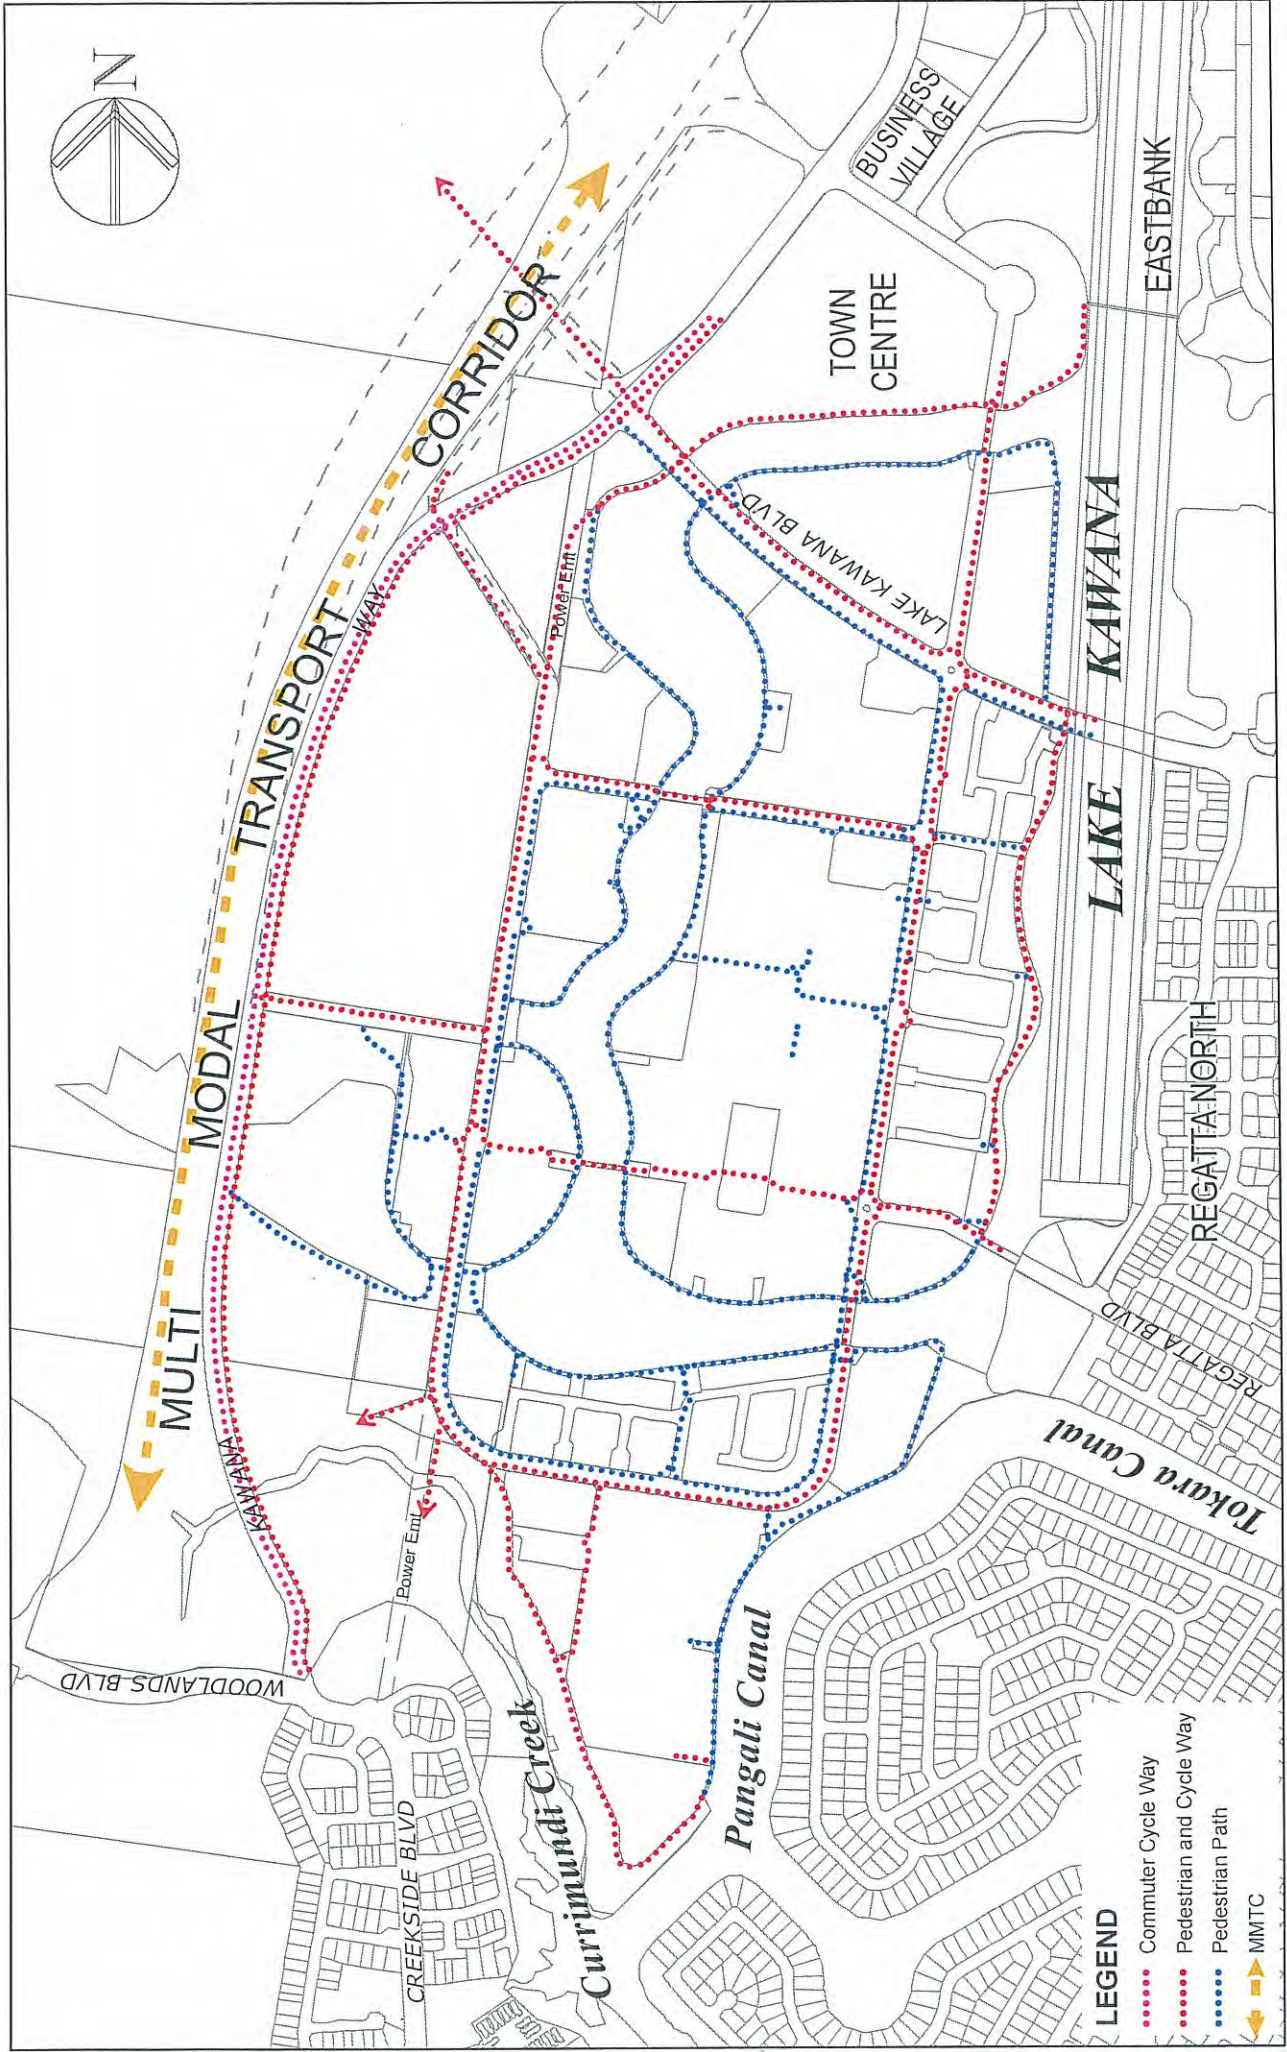 N
MULTI MODAL TRANSPORT CORRIDOR
KAWANA WAY
WOODLANDS BLVD
CREEKSIDE BLVD
Power Emt
Power Emt
LAKE KAWANA BLVD
TOWN
CENTRE
BUSINESS
VILLAGE
EASTBANK
LAKE KAWANA
REGATTA NORTH
REGATTA BLVD
Tokara Canal
Pangali Canal
Currimundi Creek
LEGEND
Commuter Cycle Way
Pedestrian and Cycle Way
Pedestrian Path
MMTC